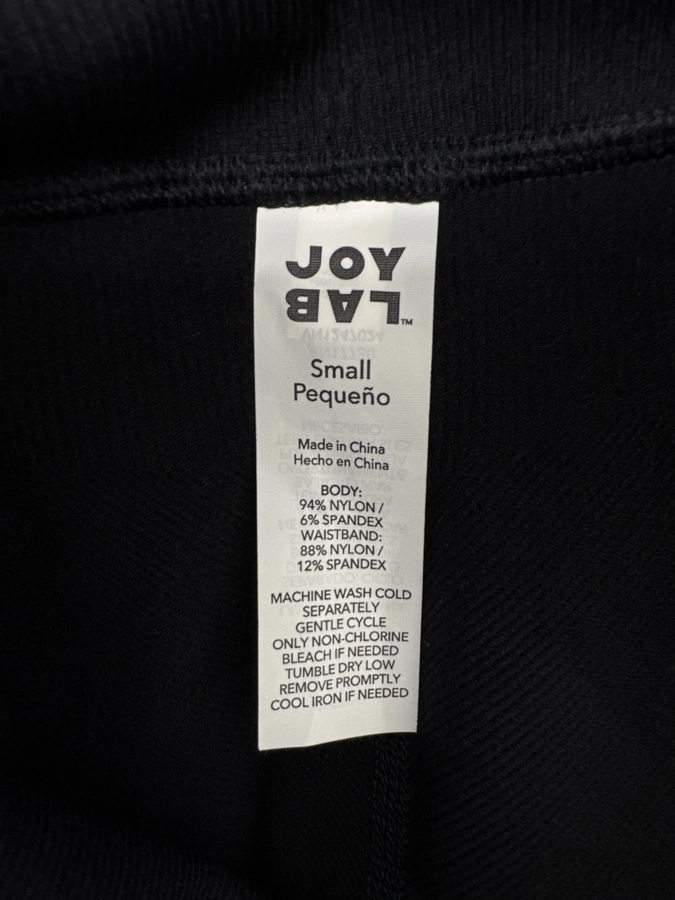 JOY
LAB™
Small
Pequeño
Made in China
Hecho en China
BODY:
94% NYLON /
6% SPANDEX
WAISTBAND:
88% NYLON /
12% SPANDEX
MACHINE WASH COLD
SEPARATELY
GENTLE CYCLE
ONLY NON-CHLORINE
BLEACH IF NEEDED
TUMBLE DRY LOW
REMOVE PROMPTLY
COOL IRON IF NEEDED